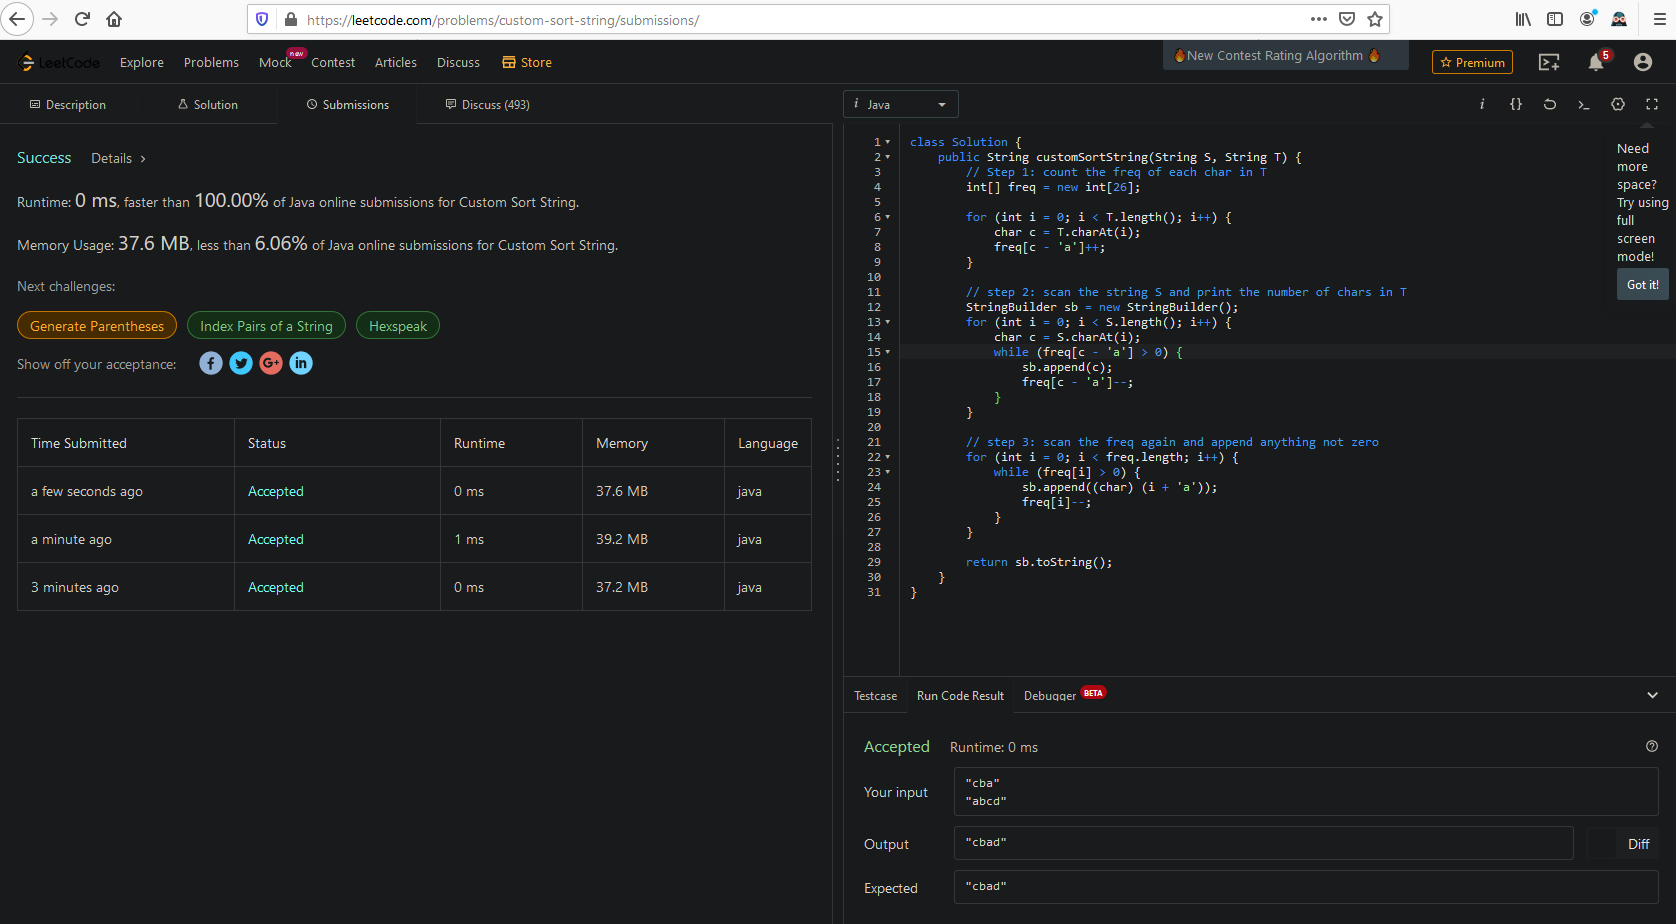 https://leetcode.com/problems/custom-sort-string/submissions/
LeetCode
Explore
Problems
Mock
new
Contest
Articles
Discuss
Store
New Contest Rating Algorithm
Premium
5
Description
Solution
Submissions
Discuss (493)
i Java
Success
Details
Runtime: 0 ms, faster than 100.00% of Java online submissions for Custom Sort String.
Memory Usage: 37.6 MB, less than 6.06% of Java online submissions for Custom Sort String.
Next challenges:
Generate Parentheses
Index Pairs of a String
Hexspeak
Show off your acceptance:
Time Submitted Status Runtime Memory Language
a few seconds ago Accepted 0 ms 37.6 MB java
a minute ago Accepted 1 ms 39.2 MB java
3 minutes ago Accepted 0 ms 37.2 MB java
1 class Solution {
2 public String customSortString(String S, String T) {
3 // Step 1: count the freq of each char in T
4 int[] freq = new int[26];
5
6 for (int i = 0; i < T.length(); i++) {
7 char c = T.charAt(i);
8 freq[c - 'a']++;
9 }
10
11 // step 2: scan the string S and print the number of chars in T
12 StringBuilder sb = new StringBuilder();
13 for (int i = 0; i < S.length(); i++) {
14 char c = S.charAt(i);
15 while (freq[c - 'a'] > 0) {
16 sb.append(c);
17 freq[c - 'a']--;
18 }
19 }
20
21 // step 3: scan the freq again and append anything not zero
22 for (int i = 0; i < freq.length; i++) {
23 while (freq[i] > 0) {
24 sb.append((char) (i + 'a'));
25 freq[i]--;
26 }
27 }
28
29 return sb.toString();
30 }
31 }
Need
more
space?
Try using
full
screen
mode!
Got it!
Testcase
Run Code Result
Debugger
BETA
Accepted
Runtime: 0 ms
Your input
"cba"
"abcd"
Output
"cbad"
Diff
Expected
"cbad"